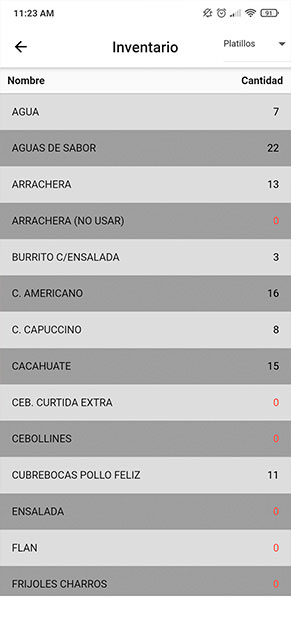 11:23 AM
91
Inventario
Platillos
Nombre Cantidad
AGUA 7
AGUAS DE SABOR 22
ARRACHERA 13
ARRACHERA (NO USAR) 0
BURRITO C/ENSALADA 3
C. AMERICANO 16
C. CAPUCCINO 8
CACAHUATE 15
CEB. CURTIDA EXTRA 0
CEBOLLINES 0
CUBREBOCAS POLLO FELIZ 11
ENSALADA 0
FLAN 0
FRIJOLES CHARROS 0